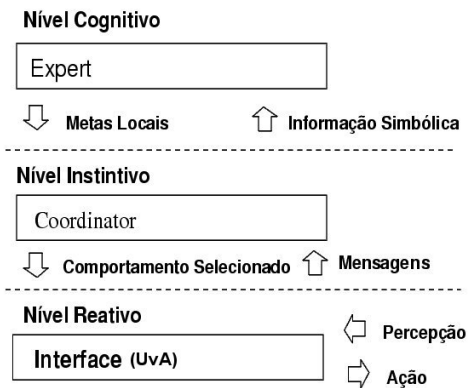 Nível Cognitivo
Expert
Metas Locais
Informação Simbólica
Nível Instintivo
Coordinator
Comportamento Selecionado
Mensagens
Nível Reativo
Percepção
Interface (UvA)
Ação